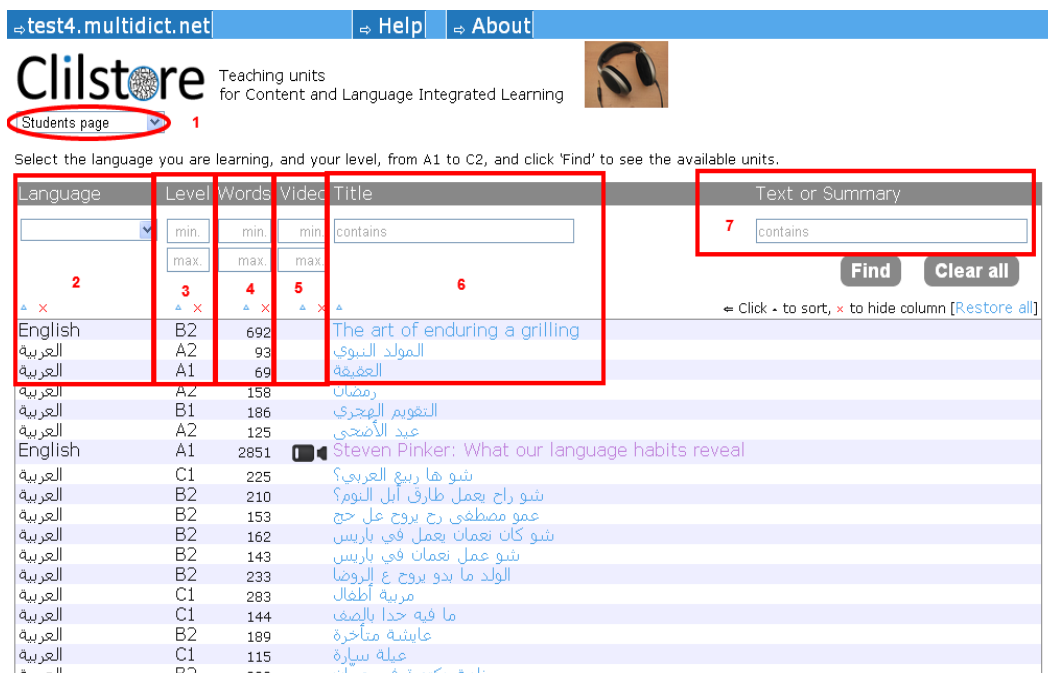 ⇨test4.multidict.net ⇨ Help ⇨ About
Clilstore Teaching units
for Content and Language Integrated Learning
Students page 1
Select the language you are learning, and your level, from A1 to C2, and click 'Find' to see the available units.
Language Level Words Video Title Text or Summary
min. min. min. contains 7 contains
max. max. max.
Find Clear all
2 3 4 5 6
⇐ Click ▴ to sort, × to hide column [Restore all]
English B2 692 The art of enduring a grilling
العربية A2 93 المولد النبوي
العربية A1 69 العقيقة
العربية A2 158 رمضان
العربية B1 186 التقويم الهجري
العربية A2 125 عيد الأضحى
English A1 2851 Steven Pinker: What our language habits reveal
العربية C1 225 شو ها ربيع العربي؟
العربية B2 210 شو راح يعمل طارق أبل النوم؟
العربية B2 153 عمو مصطفى رح يروح عل حج
العربية B2 162 شو كان نعمان يعمل في باريس
العربية B2 143 شو عمل نعمان في باريس
العربية B2 233 الولد ما بدو يروح ع الروضا
العربية C1 283 مربية أطفال
العربية C1 144 ما فيه حدا بالصف
العربية B2 189 عايشة متأخرة
العربية C1 115 عيلة سيارة